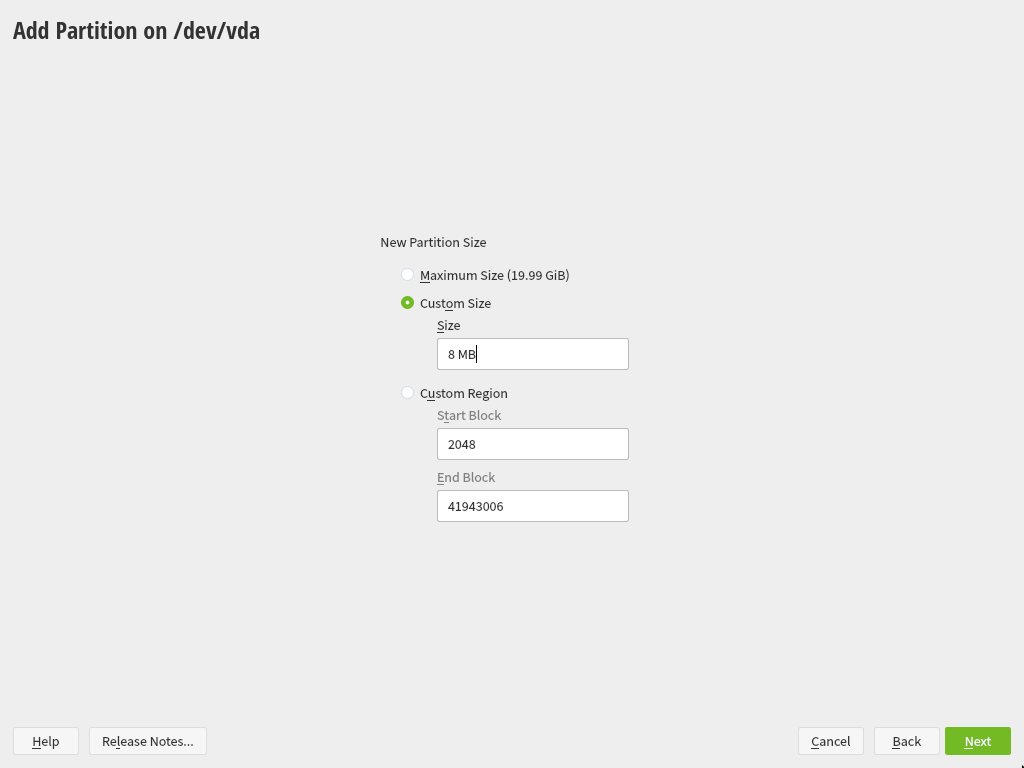 Add Partition on /dev/vda
New Partition Size
Maximum Size (19.99 GiB)
Custom Size
Size
8 MB
Custom Region
Start Block
2048
End Block
41943006
Help
Release Notes...
Cancel
Back
Next